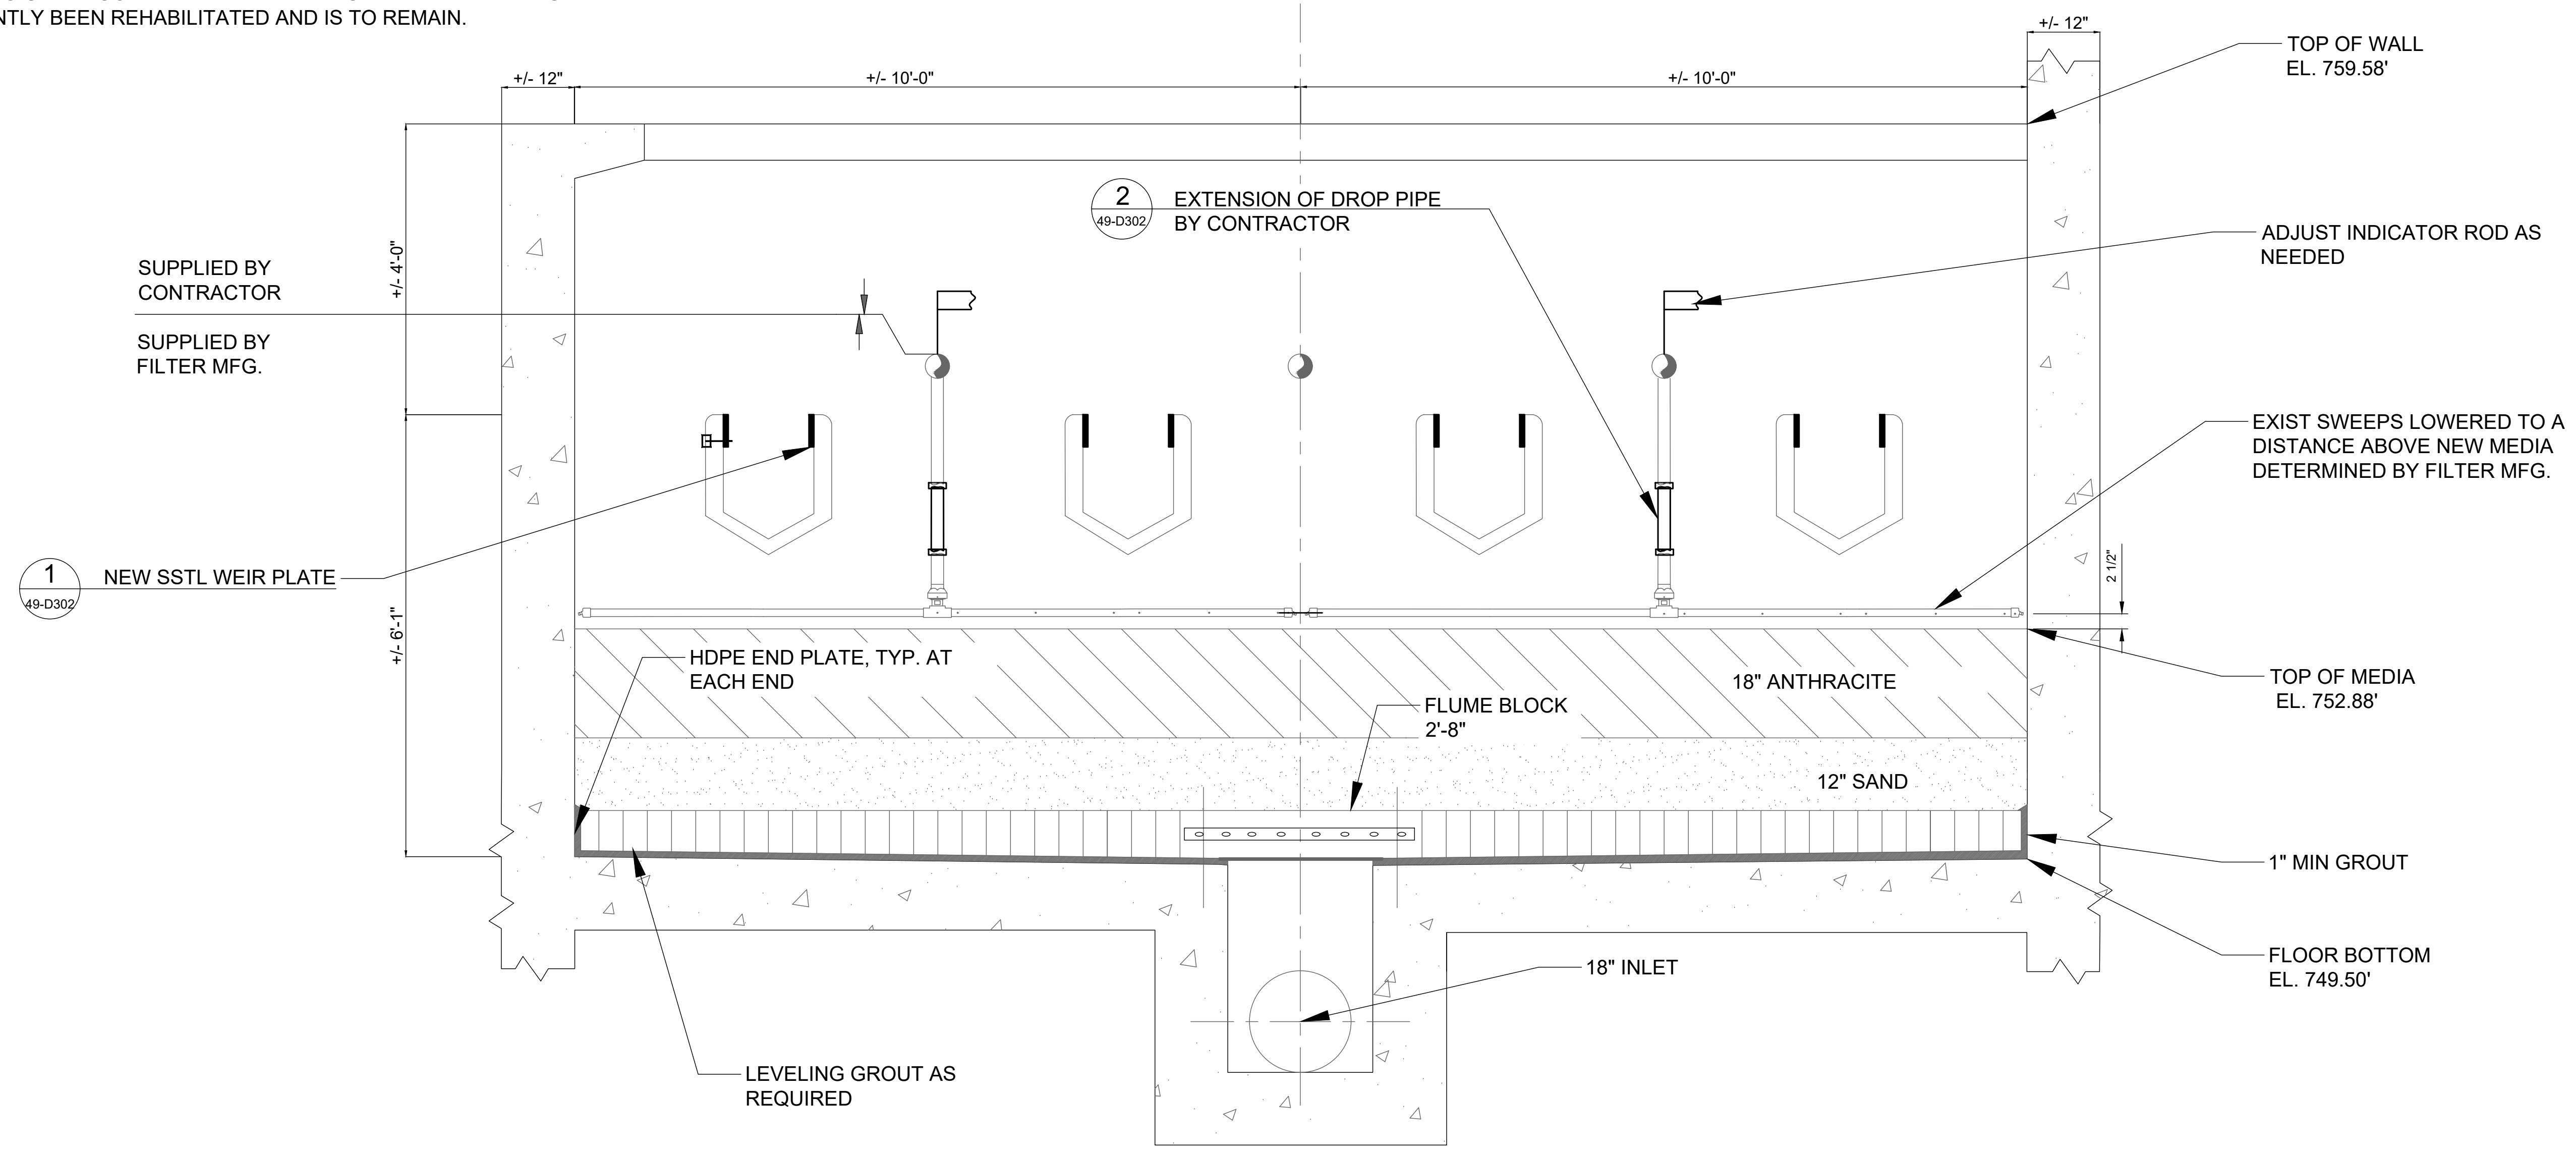 NTLY BEEN REHABILITATED AND IS TO REMAIN.
+/- 12"
+/- 10'-0"
+/- 10'-0"
+/- 12"
TOP OF WALL
EL. 759.58'
2
49-D302
EXTENSION OF DROP PIPE
BY CONTRACTOR
ADJUST INDICATOR ROD AS
NEEDED
+/- 4'-0"
SUPPLIED BY
CONTRACTOR
SUPPLIED BY
FILTER MFG.
EXIST SWEEPS LOWERED TO A
DISTANCE ABOVE NEW MEDIA
DETERMINED BY FILTER MFG.
1
49-D302
NEW SSTL WEIR PLATE
2 1/2"
+/- 6'-1"
HDPE END PLATE, TYP. AT
EACH END
18" ANTHRACITE
TOP OF MEDIA
EL. 752.88'
FLUME BLOCK
2'-8"
12" SAND
1" MIN GROUT
FLOOR BOTTOM
EL. 749.50'
18" INLET
LEVELING GROUT AS
REQUIRED